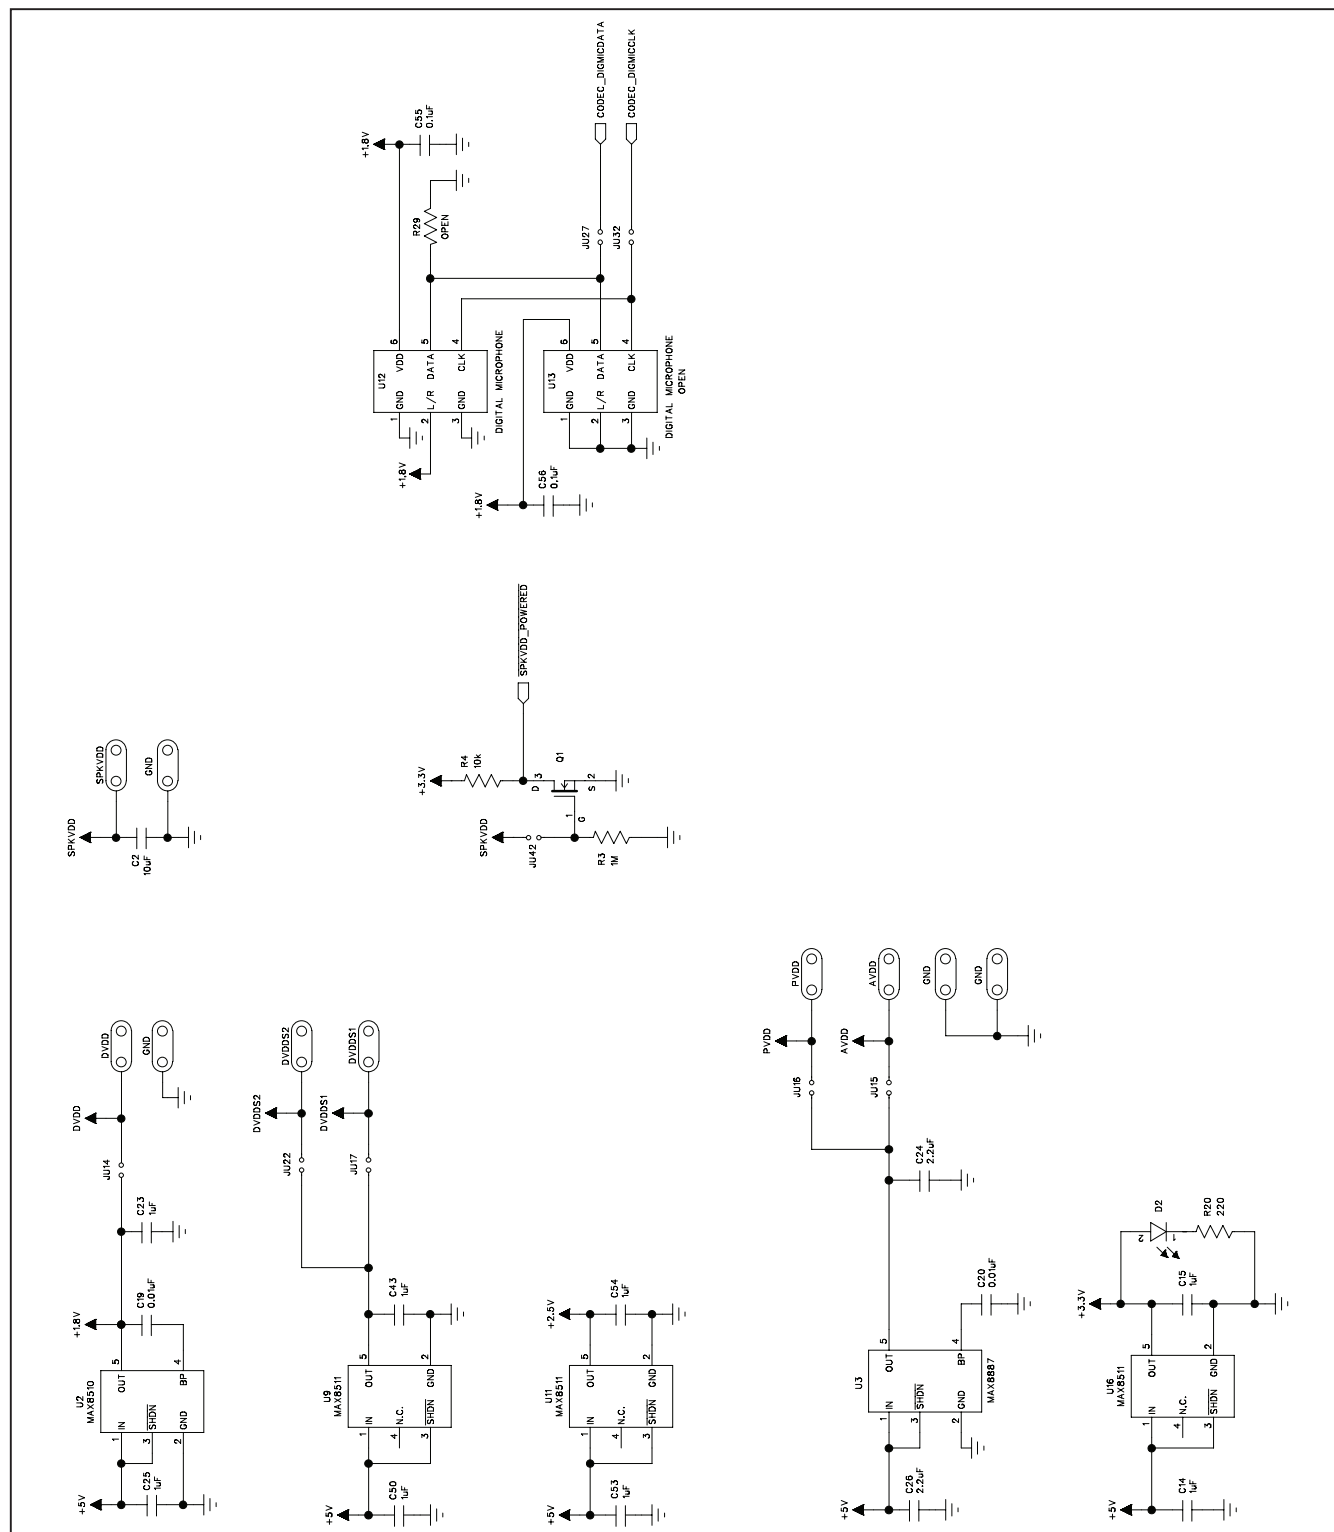 CODEC_DIGMICDATA
CODEC_DIGMICCLK
+1.8V
C55
0.1uF
R29
OPEN
JU27
JU32
U12
6
VDD
5
DATA
4
CLK
GND
1
L/R
2
GND
3
DIGITAL MICROPHONE
+1.8V
U13
6
VDD
5
DATA
4
CLK
GND
1
L/R
2
GND
3
DIGITAL MICROPHONE
OPEN
+1.8V
C56
0.1uF
SPKVDD
SPKVDD
GND
C2
10uF
SPKVDD_POWERED
+3.3V
R4
10k
D
3
Q1
S
2
1
G
SPKVDD
JU42
R3
1M
DVDD
DVDD
GND
JU14
C23
1uF
+1.8V
C19
0.01uF
U2
MAX8510
5
OUT
4
BP
IN
1
SHDN
3
GND
2
+5V
C25
1uF
DVDDS2
DVDDS1
DVDDS2
DVDDS1
JU22
JU17
C43
1uF
U9
MAX8511
5
OUT
2
GND
IN
1
N.C.
4
SHDN
3
+5V
C50
1uF
+2.5V
C54
1uF
U11
MAX8511
5
OUT
2
GND
IN
1
N.C.
4
SHDN
3
+5V
C53
1uF
PVDD
AVDD
GND
GND
PVDD
AVDD
JU16
JU15
C24
2.2uF
C20
0.01uF
U3
MAX8887
5
OUT
4
BP
IN
1
SHDN
3
GND
2
+5V
C26
2.2uF
D2
2
1
R20
220
+3.3V
C15
1uF
U16
MAX8511
5
OUT
2
GND
IN
1
N.C.
4
SHDN
3
+5V
C14
1uF